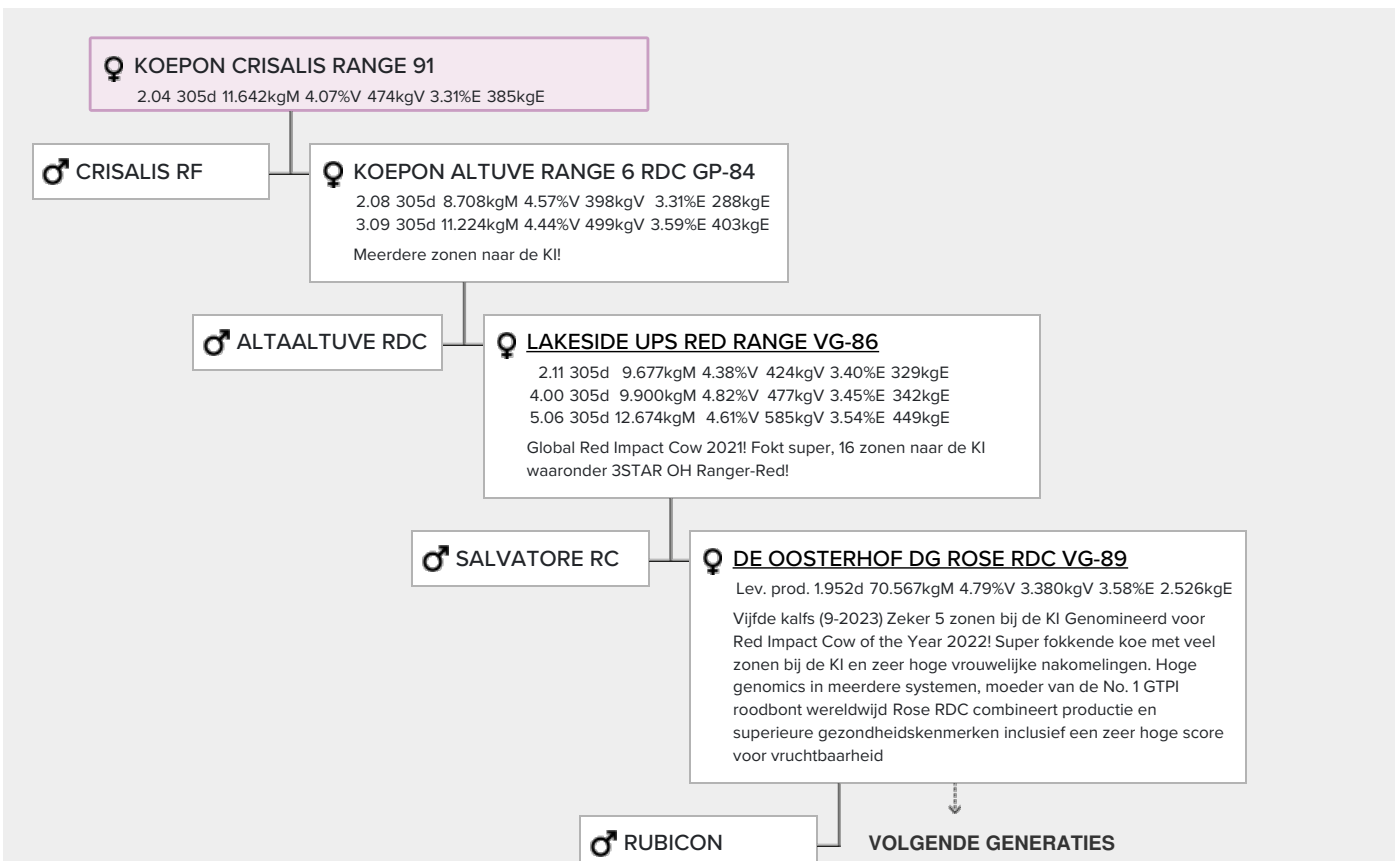 KOEPON CRISALIS RANGE 91
2.04 305d 11.642kgM 4.07%V 474kgV 3.31%E 385kgE
CRISALIS RF
KOEPON ALTUVE RANGE 6 RDC GP-84
2.08 305d 8.708kgM 4.57%V 398kgV 3.31%E 288kgE
3.09 305d 11.224kgM 4.44%V 499kgV 3.59%E 403kgE
Meerdere zonen naar de KI!
ALTAALTUVE RDC
LAKESIDE UPS RED RANGE VG-86
2.11 305d 9.677kgM 4.38%V 424kgV 3.40%E 329kgE
4.00 305d 9.900kgM 4.82%V 477kgV 3.45%E 342kgE
5.06 305d 12.674kgM 4.61%V 585kgV 3.54%E 449kgE
Global Red Impact Cow 2021! Fokt super, 16 zonen naar de KI
waaronder 3STAR OH Ranger-Red!
SALVATORE RC
DE OOSTERHOF DG ROSE RDC VG-89
Lev. prod. 1.952d 70.567kgM 4.79%V 3.380kgV 3.58%E 2.526kgE
Vijfde kalfs (9-2023) Zeker 5 zonen bij de KI Genomineerd voor
Red Impact Cow of the Year 2022! Super fokkende koe met veel
zonen bij de KI en zeer hoge vrouwelijke nakomelingen. Hoge
genomics in meerdere systemen, moeder van de No. 1 GTPI
roodbont wereldwijd Rose RDC combineert productie en
superieure gezondheidskenmerken inclusief een zeer hoge score
voor vruchtbaarheid
RUBICON
VOLGENDE GENERATIES